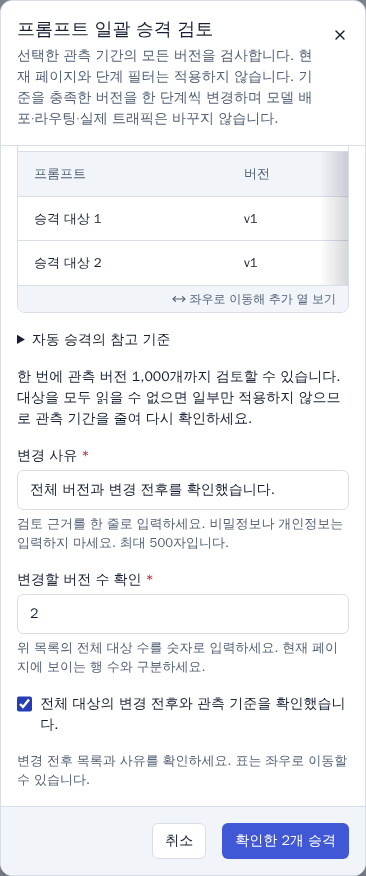 프롬프트 일괄 승격 검토
선택한 관측 기간의 모든 버전을 검사합니다. 현
재 페이지와 단계 필터는 적용하지 않습니다. 기
준을 충족한 버전을 한 단계씩 변경하며 모델 배
포·라우팅·실제 트래픽은 바꾸지 않습니다.
프롬프트 버전
승격 대상 1 v1
승격 대상 2 v1
↔ 좌우로 이동해 추가 열 보기
▶ 자동 승격의 참고 기준
한 번에 관측 버전 1,000개까지 검토할 수 있습니다.
대상을 모두 읽을 수 없으면 일부만 적용하지 않으므
로 관측 기간을 줄여 다시 확인하세요.
변경 사유 *
전체 버전과 변경 전후를 확인했습니다.
검토 근거를 한 줄로 입력하세요. 비밀정보나 개인정보는
입력하지 마세요. 최대 500자입니다.
변경할 버전 수 확인 *
2
위 목록의 전체 대상 수를 숫자로 입력하세요. 현재 페이
지에 보이는 행 수와 구분하세요.
전체 대상의 변경 전후와 관측 기준을 확인했습니
다.
변경 전후 목록과 사유를 확인하세요. 표는 좌우로 이동할
수 있습니다.
취소 확인한 2개 승격